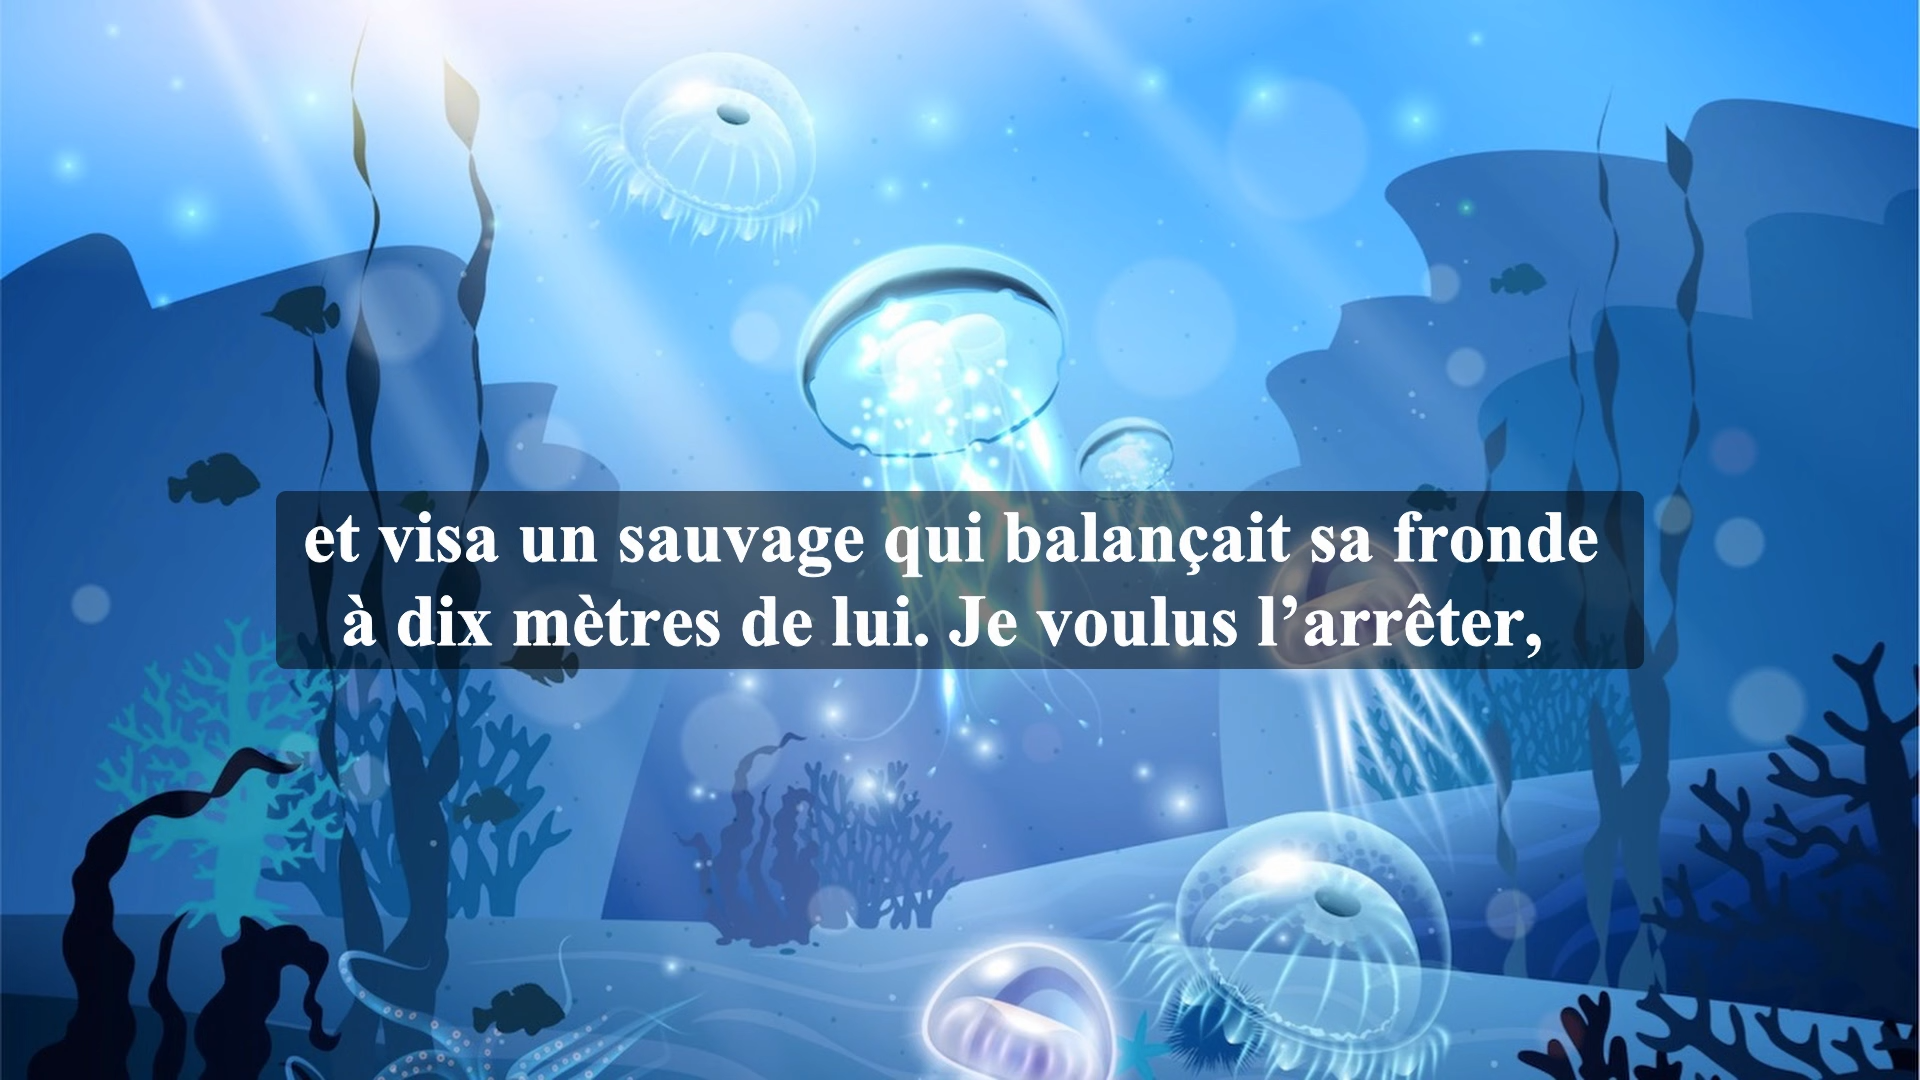 et visa un sauvage qui balançait sa fronde
à dix mètres de lui. Je voulus l’arrêter,